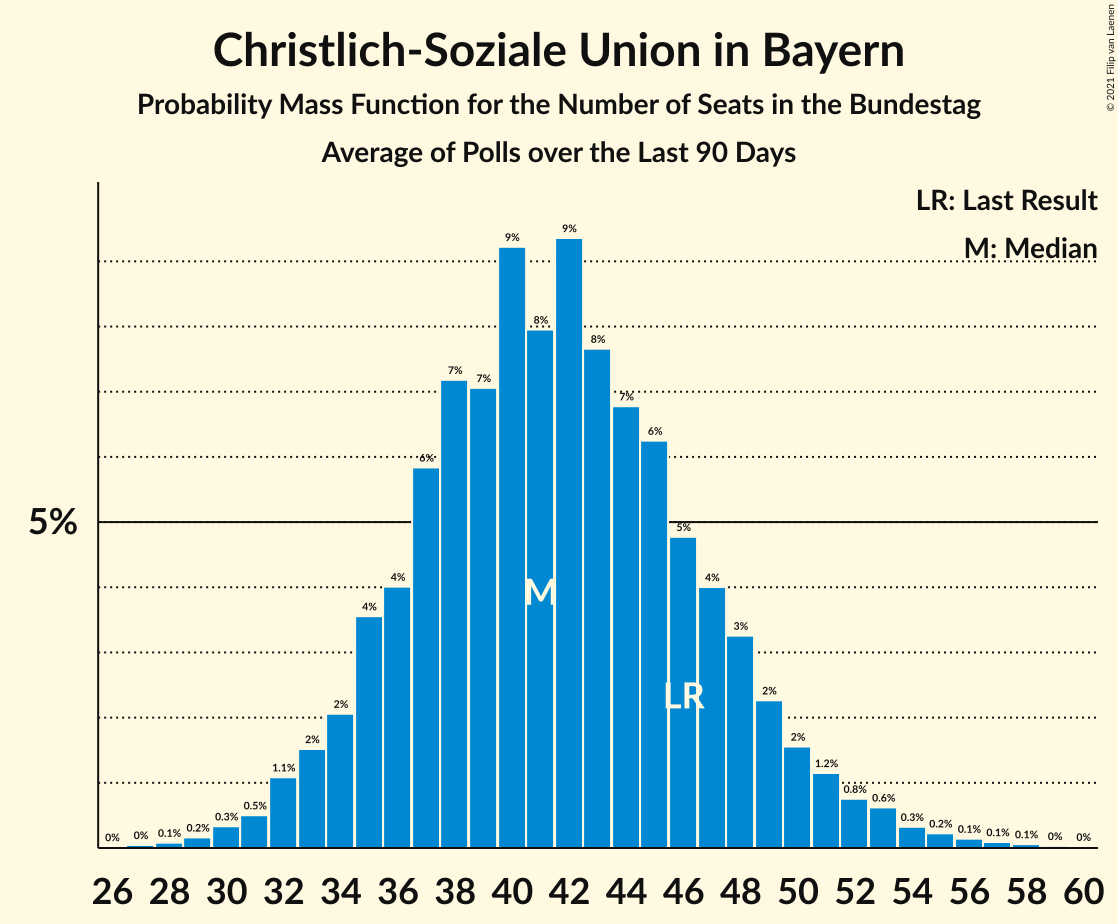 Christlich-Soziale Union in Bayern
Probability Mass Function for the Number of Seats in the Bundestag
Average of Polls over the Last 90 Days
© 2021 Filip van Laenen
LR: Last Result
M: Median
5%
0% 0% 0.1% 0.2% 0.3% 0.5% 1.1% 2% 2% 4% 4% 6% 7% 7% 9% 8% 9% 8% 7% 6% 5% 4% 3% 2% 2% 1.2% 0.8% 0.6% 0.3% 0.2% 0.1% 0.1% 0.1% 0% 0%
M
LR
26 28 30 32 34 36 38 40 42 44 46 48 50 52 54 56 58 60